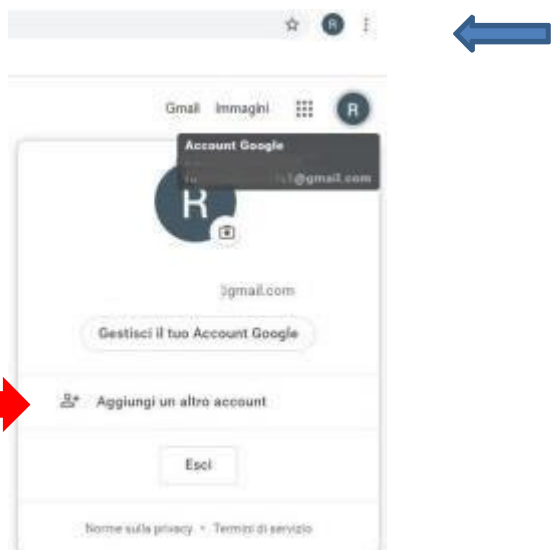 R
Gmail Immagini R
Account Google
@gmail.com
R
gmail.com
Gestisci il tuo Account Google
Aggiungi un altro account
Esci
Norme sulla privacy • Termini di servizio